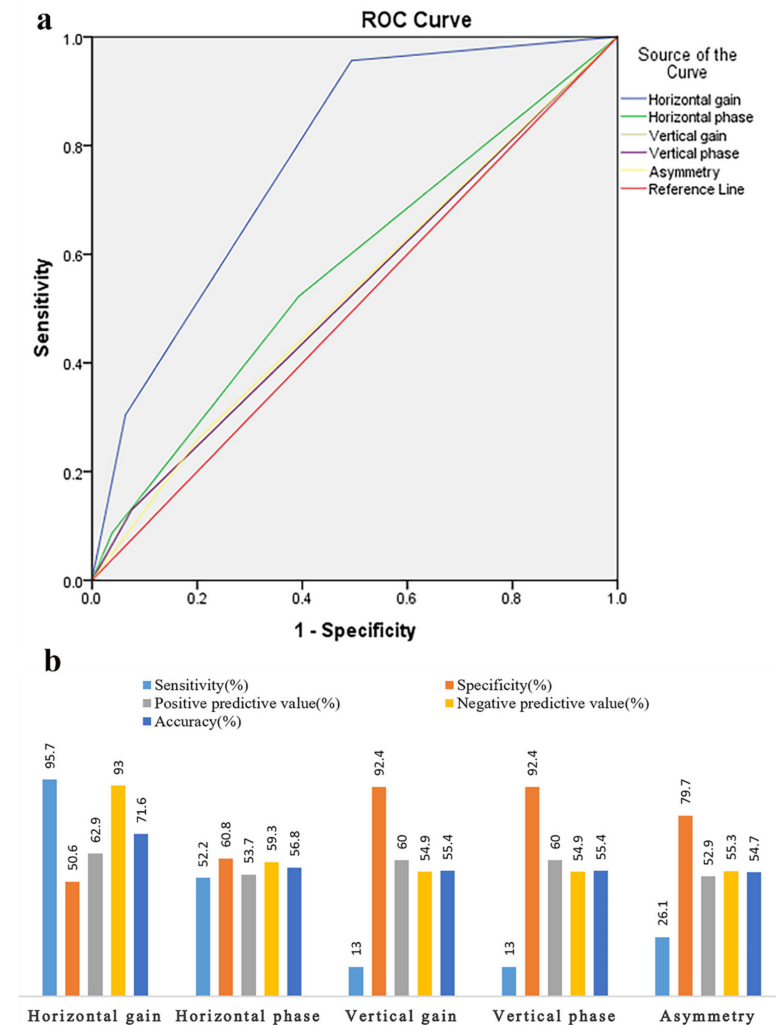 a
ROC Curve
Source of the
Curve
Horizontal gain
Horizontal phase
Vertical gain
Vertical phase
Asymmetry
Reference Line
Sensitivity
1.0
0.8
0.6
0.4
0.2
0.0
0.0 0.2 0.4 0.6 0.8 1.0
1 - Specificity
b
Sensitivity(%) Specificity(%)
Positive predictive value(%) Negative predictive value(%)
Accuracy(%)
95.7 50.6 62.9 93 71.6
52.2 60.8 53.7 59.3 56.8
13 92.4 60 54.9 55.4
13 92.4 60 54.9 55.4
26.1 79.7 52.9 55.3 54.7
Horizontal gain Horizontal phase Vertical gain Vertical phase Asymmetry